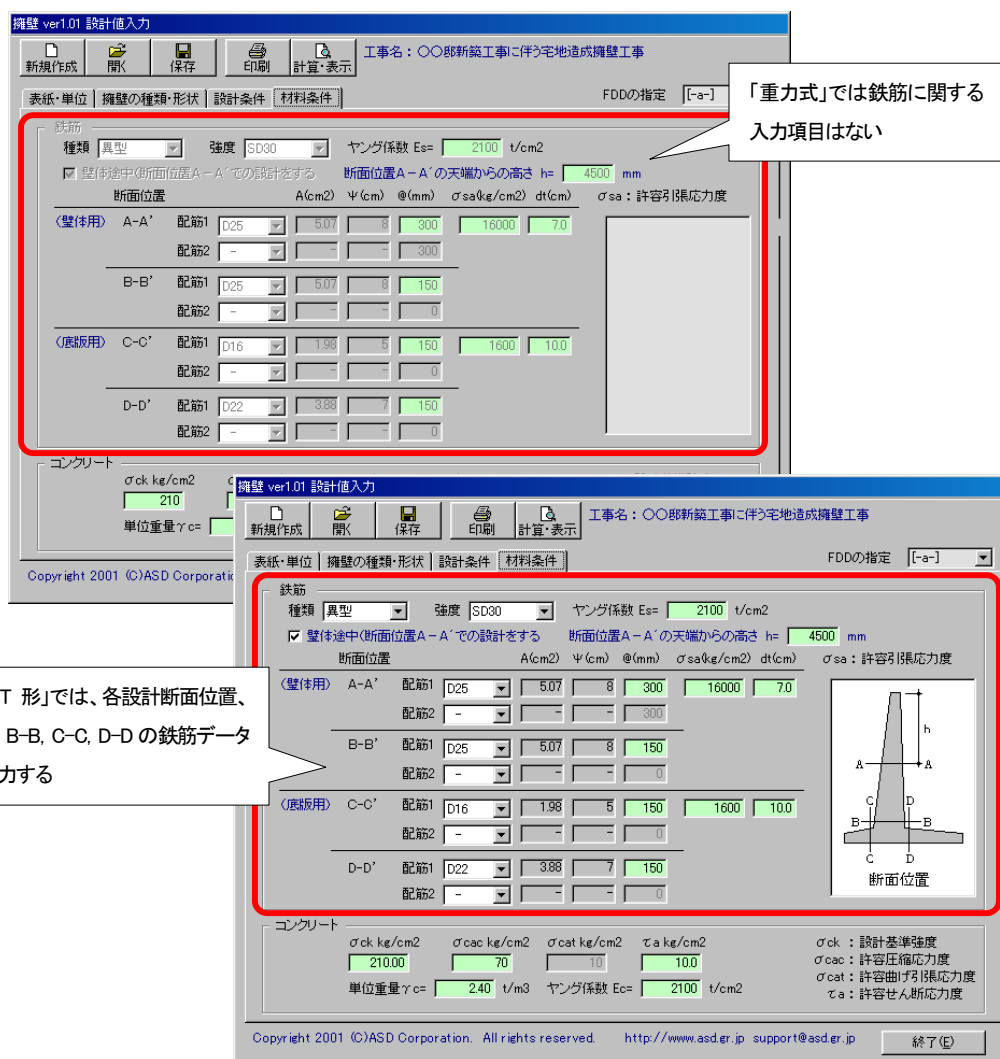 擁壁 ver1.01 設計値入力
新規作成 開く 保存 印刷 計算・表示 工事名：〇〇邸新築工事に伴う宅地造成擁壁工事
表紙・単位 擁壁の種類・形状 設計条件 材料条件 FDDの指定 [-a-]
「重力式」では鉄筋に関する
入力項目はない
鉄筋
種類 異型 強度 SD30 ヤング係数 Es= 2100 t/cm2
壁体途中(断面位置A－A´での設計をする 断面位置A－A´の天端からの高さ h= 4500 mm
断面位置 A(cm2) Ψ(cm) @(mm) σsa(kg/cm2) dt(cm) σsa：許容引張応力度
(壁体用) A-A’ 配筋1 D25 5.07 8 300 16000 7.0
配筋2 - - - 300
B-B’ 配筋1 D25 5.07 8 150
配筋2 - - - 0
(底版用) C-C’ 配筋1 D16 1.98 5 150 1600 10.0
配筋2 - - - 0
D-D’ 配筋1 D22 3.88 7 150
配筋2 - - - 0
コンクリート
σck kg/cm2
210
単位重量γc=
Copyright 2001 (C)ASD Corporatio
擁壁 ver1.01 設計値入力
新規作成 開く 保存 印刷 計算・表示 工事名：〇〇邸新築工事に伴う宅地造成擁壁工事
表紙・単位 擁壁の種類・形状 設計条件 材料条件 FDDの指定 [-a-]
T 形」では、各設計断面位置、
B-B, C-C, D-D の鉄筋データ
力する
鉄筋
種類 異型 強度 SD30 ヤング係数 Es= 2100 t/cm2
壁体途中(断面位置A－A´での設計をする 断面位置A－A´の天端からの高さ h= 4500 mm
断面位置 A(cm2) Ψ(cm) @(mm) σsa(kg/cm2) dt(cm) σsa：許容引張応力度
(壁体用) A-A’ 配筋1 D25 5.07 8 300 16000 7.0
配筋2 - - - 300
B-B’ 配筋1 D25 5.07 8 150
配筋2 - - - 0
(底版用) C-C’ 配筋1 D16 1.98 5 150 1600 10.0
配筋2 - - - 0
D-D’ 配筋1 D22 3.88 7 150
配筋2 - - - 0
h
A A
C D
B B
C D
断面位置
コンクリート
σck kg/cm2 σcac kg/cm2 σcat kg/cm2 τa kg/cm2
210.00 70 10 10.0
単位重量γc= 2.40 t/m3 ヤング係数 Ec= 2100 t/cm2
σck：設計基準強度
σcac：許容圧縮応力度
σcat：許容曲げ引張応力度
τa：許容せん断応力度
Copyright 2001 (C)ASD Corporation. All rights reserved. http://www.asd.gr.jp support@asd.gr.jp 終了(E)